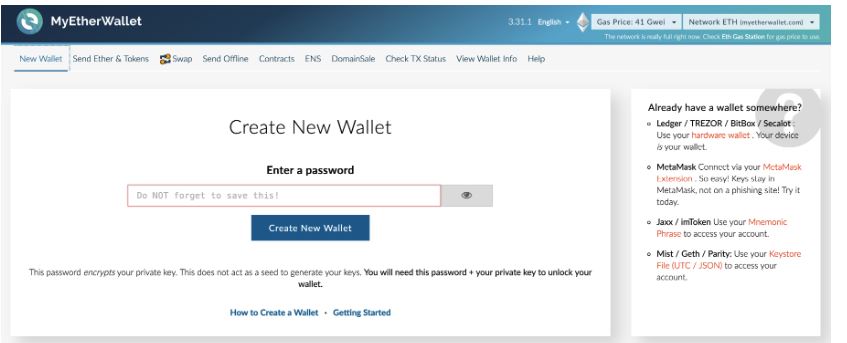 MyEtherWallet
3.31.1 English
Gas Price: 41 Gwei
Network ETH (myetherwallet.com)
The network is really full right now. Check Eth Gas Station for gas price to use.
New Wallet Send Ether & Tokens Swap Send Offline Contracts ENS DomainSale Check TX Status View Wallet Info Help
Create New Wallet
Enter a password
Do NOT forget to save this!
Create New Wallet
This password encrypts your private key. This does not act as a seed to generate your keys. You will need this password + your private key to unlock your
wallet.
How to Create a Wallet · Getting Started
Already have a wallet somewhere?
Ledger / TREZOR / BitBox / Secalot :
Use your hardware wallet . Your device
is your wallet.
MetaMask Connect via your MetaMask
Extension . So easy! Keys stay in
MetaMask, not on a phishing site! Try it
today.
Jaxx / imToken Use your Mnemonic
Phrase to access your account.
Mist / Geth / Parity: Use your Keystore
File (UTC / JSON) to access your
account.